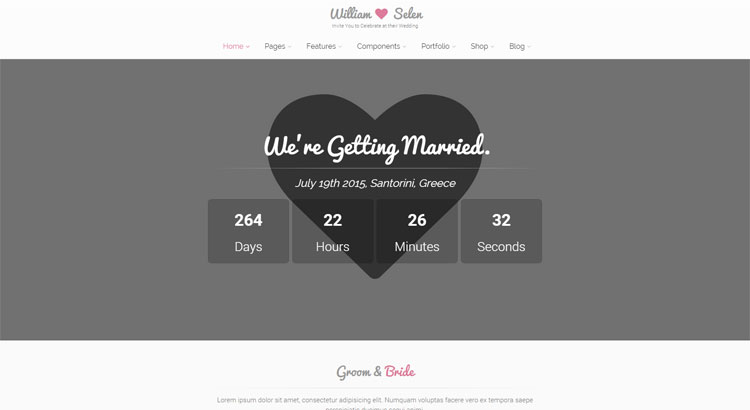 William Selen
Invite You to Celebrate at their Wedding
Home Pages Features Components Portfolio Shop Blog
We're Getting Married.
July 19th 2015, Santorini, Greece
264 22 26 32
Days Hours Minutes Seconds
Groom & Bride
Lorem ipsum dolor sit amet, consectetur adipisicing elit. Numquam voluptas facere vero ex tempora saepe